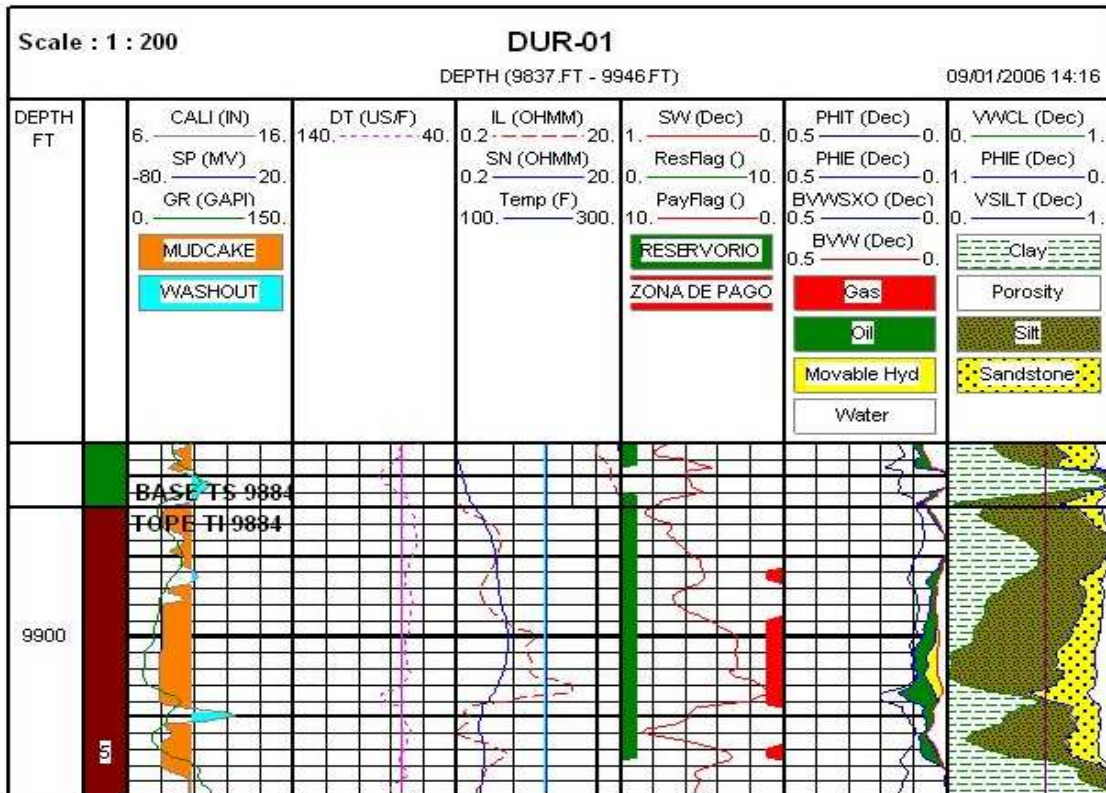 Scale : 1 : 200
DUR-01
DEPTH (9837.FT - 9946.FT)
09/01/2006 14:16
DEPTH
FT
CALI (IN)
6. 16.
SP (MV)
-80. 20.
GR (GAPI)
0. 150.
MUDCAKE
WASHOUT
DT (US/F)
140. 40.
IL (OHMM)
0.2 20.
SN (OHMM)
0.2 20.
Temp (F)
100. 300.
SW (Dec)
1. 0.
ResFlag ()
0. 10.
PayFlag ()
10. 0.
RESERVORIO
ZONA DE PAGO
PHIT (Dec)
0.5 0.
PHIE (Dec)
0.5 0.
BVWSXO (Dec)
0.5 0.
BVW (Dec)
0.5 0.
Gas
Oil
Movable Hyd
Water
VWCL (Dec)
0. 1.
PHIE (Dec)
1. 0.
VSILT (Dec)
0. 1.
Clay
Porosity
Silt
Sandstone
BASE TS 9884
TOPE TI 9884
9900
5